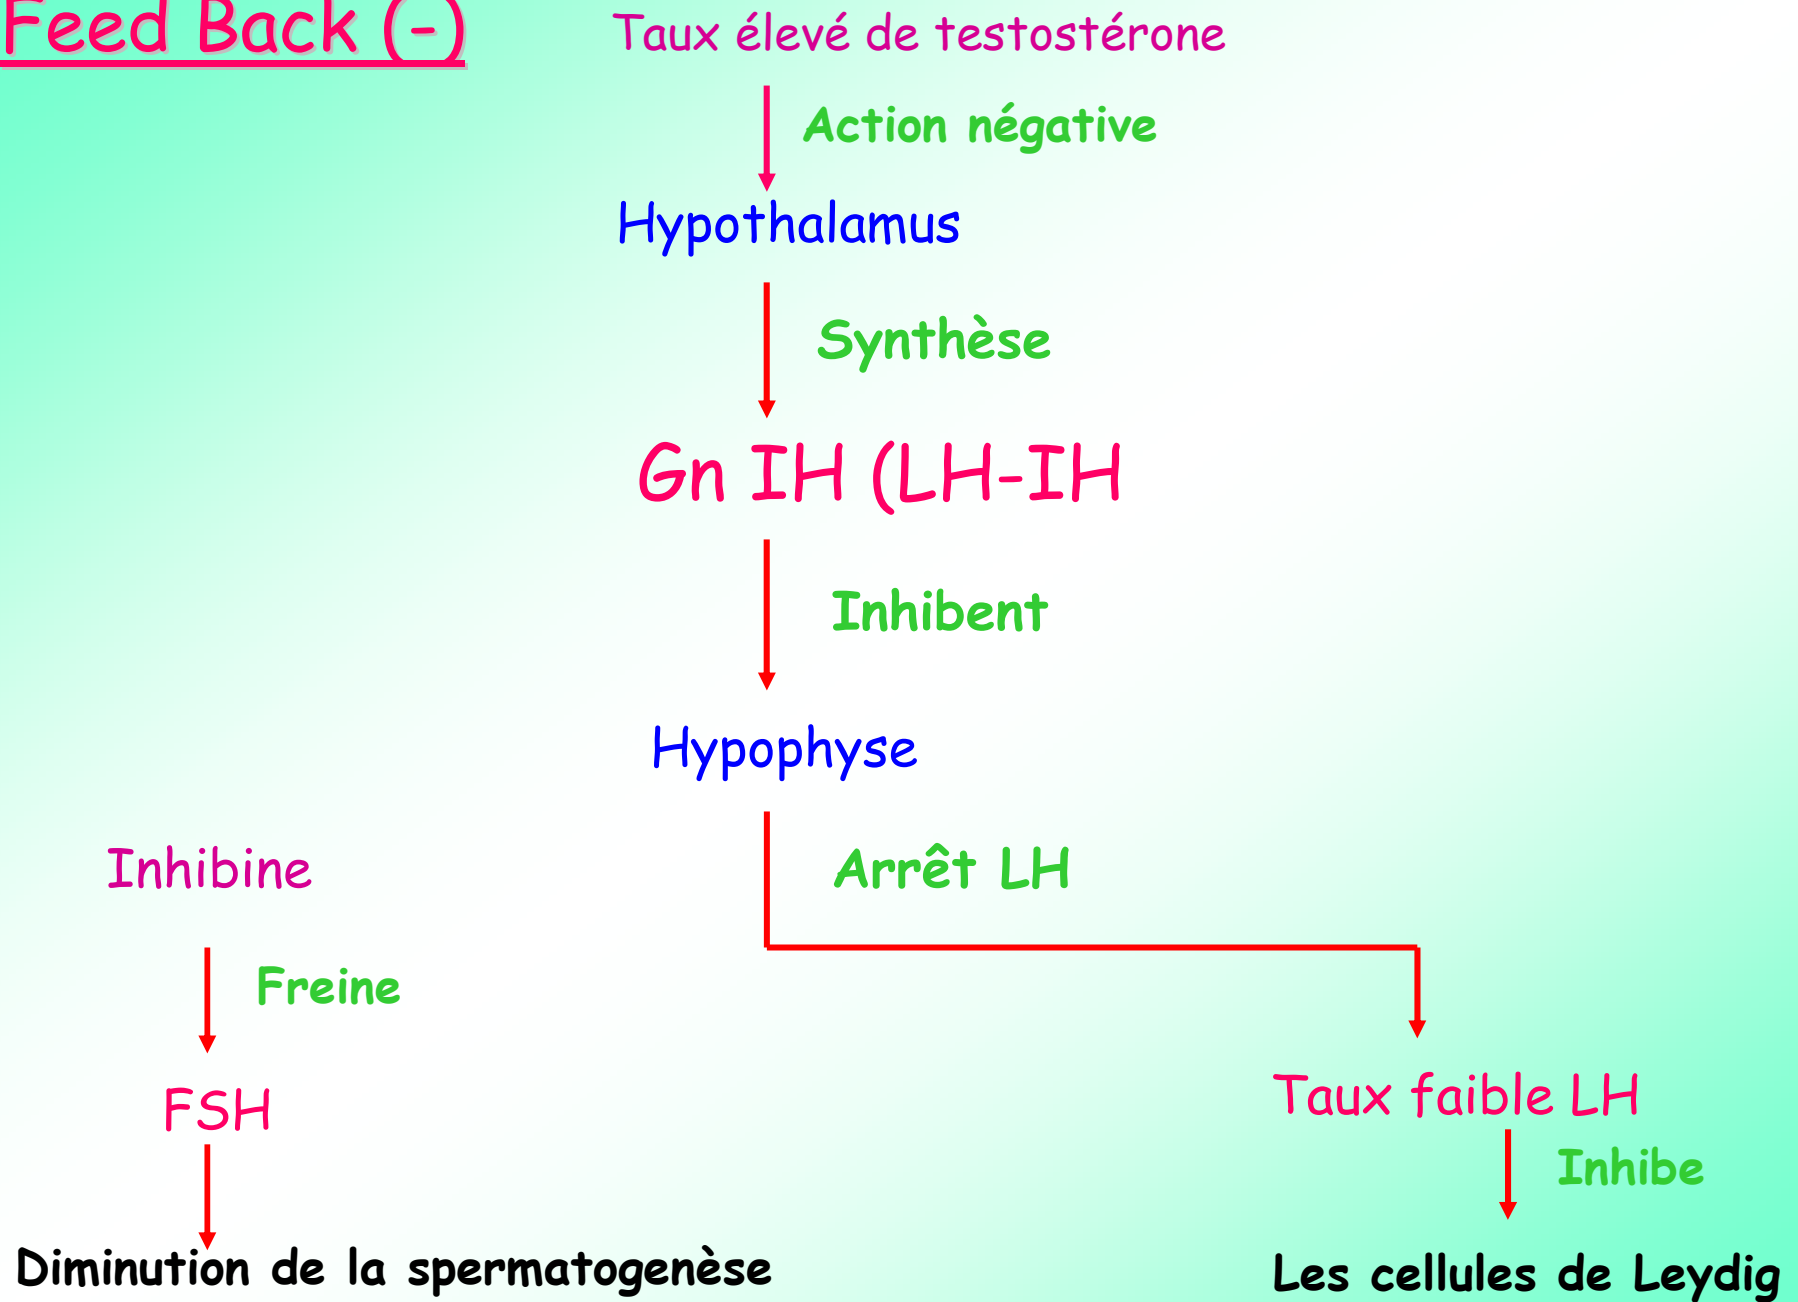 Feed Back (-)
Taux élevé de testostérone
Action négative
Hypothalamus
Synthèse
Gn IH (LH-IH
Inhibent
Hypophyse
Arrêt LH
Inhibine
Freine
FSH
Diminution de la spermatogenèse
Taux faible LH
Inhibe
Les cellules de Leydig